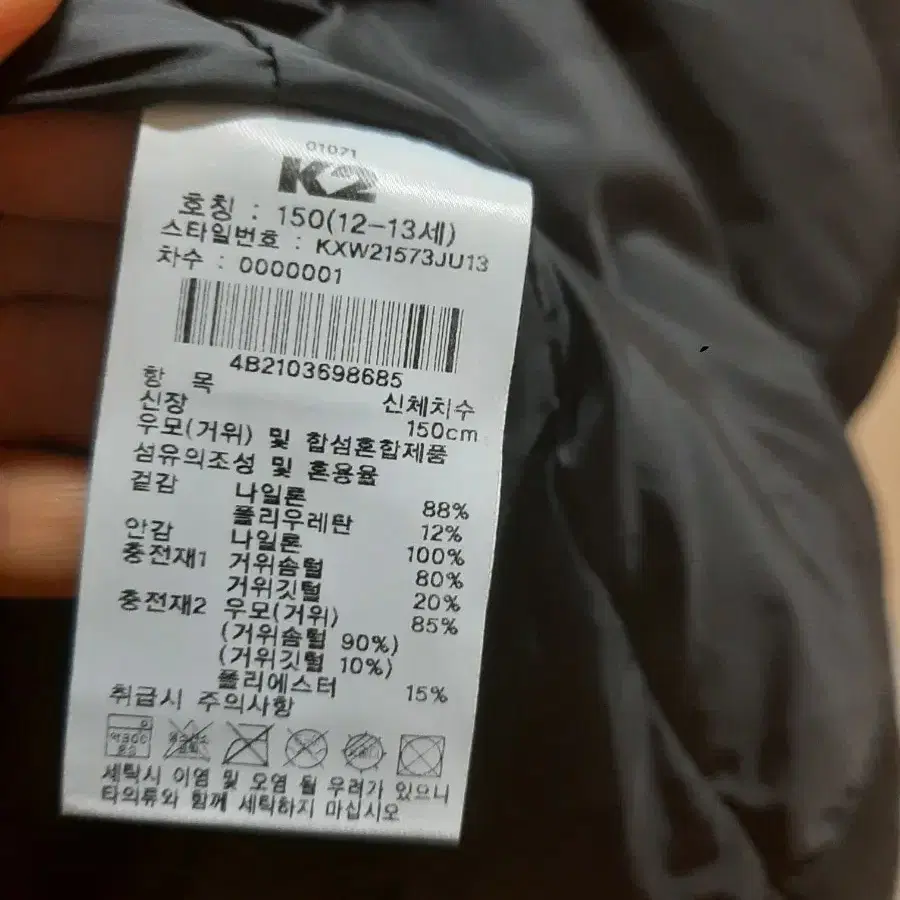 01071
K2
호칭 : 150(12-13세)
스타일번호 : KXW21573JU13
차수 : 0000001
4B2103698685
항 목 신체치수
신장 150cm
우모(거위) 및 합섬혼합제품
섬유의조성 및 혼용율
겉감 나일론 88%
폴리우레탄 12%
안감 나일론 100%
충전재1 거위솜털 80%
거위깃털 20%
충전재2 우모(거위) 85%
(거위솜털 90%)
(거위깃털 10%)
폴리에스터 15%
취급시 주의사항
세탁시 이염 및 오염 될 우려가 있으니
타의류와 함께 세탁하지 마십시오